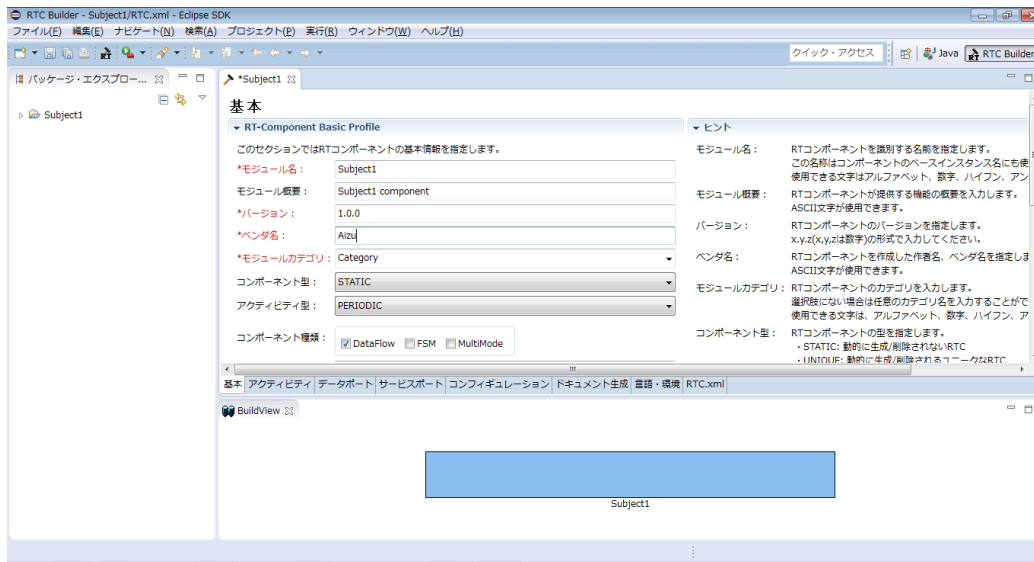 RTC Builder - Subject1/RTC.xml - Eclipse SDK
ファイル(F) 編集(E) ナビゲート(N) 検索(A) プロジェクト(P) 実行(R) ウィンドウ(W) ヘルプ(H)
クイック・アクセス Java RTC Builder
パッケージ・エクスプロー...
Subject1
*Subject1
基本
RT-Component Basic Profile
このセクションではRTコンポーネントの基本情報を指定します。
*モジュール名： Subject1
モジュール概要： Subject1 component
*バージョン： 1.0.0
*ベンダ名： Aizu
*モジュールカテゴリ： Category
コンポーネント型： STATIC
アクティビティ型： PERIODIC
コンポーネント種類： DataFlow FSM MultiMode
ヒント
モジュール名： RTコンポーネントを識別する名前を指定します。
この名称はコンポーネントのベースインスタンス名にも使
使用できる文字はアルファベット、数字、ハイフン、アン
モジュール概要： RTコンポーネントが提供する機能の概要を入力します。
ASCII文字が使用できます。
バージョン： RTコンポーネントのバージョンを指定します。
x.y.z(x,y,zは数字)の形式で入力してください。
ベンダ名： RTコンポーネントを作成した作者名、ベンダ名を指定しま
ASCII文字が使用できます。
モジュールカテゴリ： RTコンポーネントのカテゴリを入力します。
選択肢にない場合は任意のカテゴリ名を入力することがで
使用できる文字は、アルファベット、数字、ハイフン、ア
コンポーネント型： RTコンポーネントの型を指定します。
・STATIC: 動的に生成/削除されないRTC
・UNIQUE: 動的に生成/削除されるユニークなRTC
基本 アクティビティ データポート サービスポート コンフィギュレーション ドキュメント生成 言語・環境 RTC.xml
BuildView
Subject1